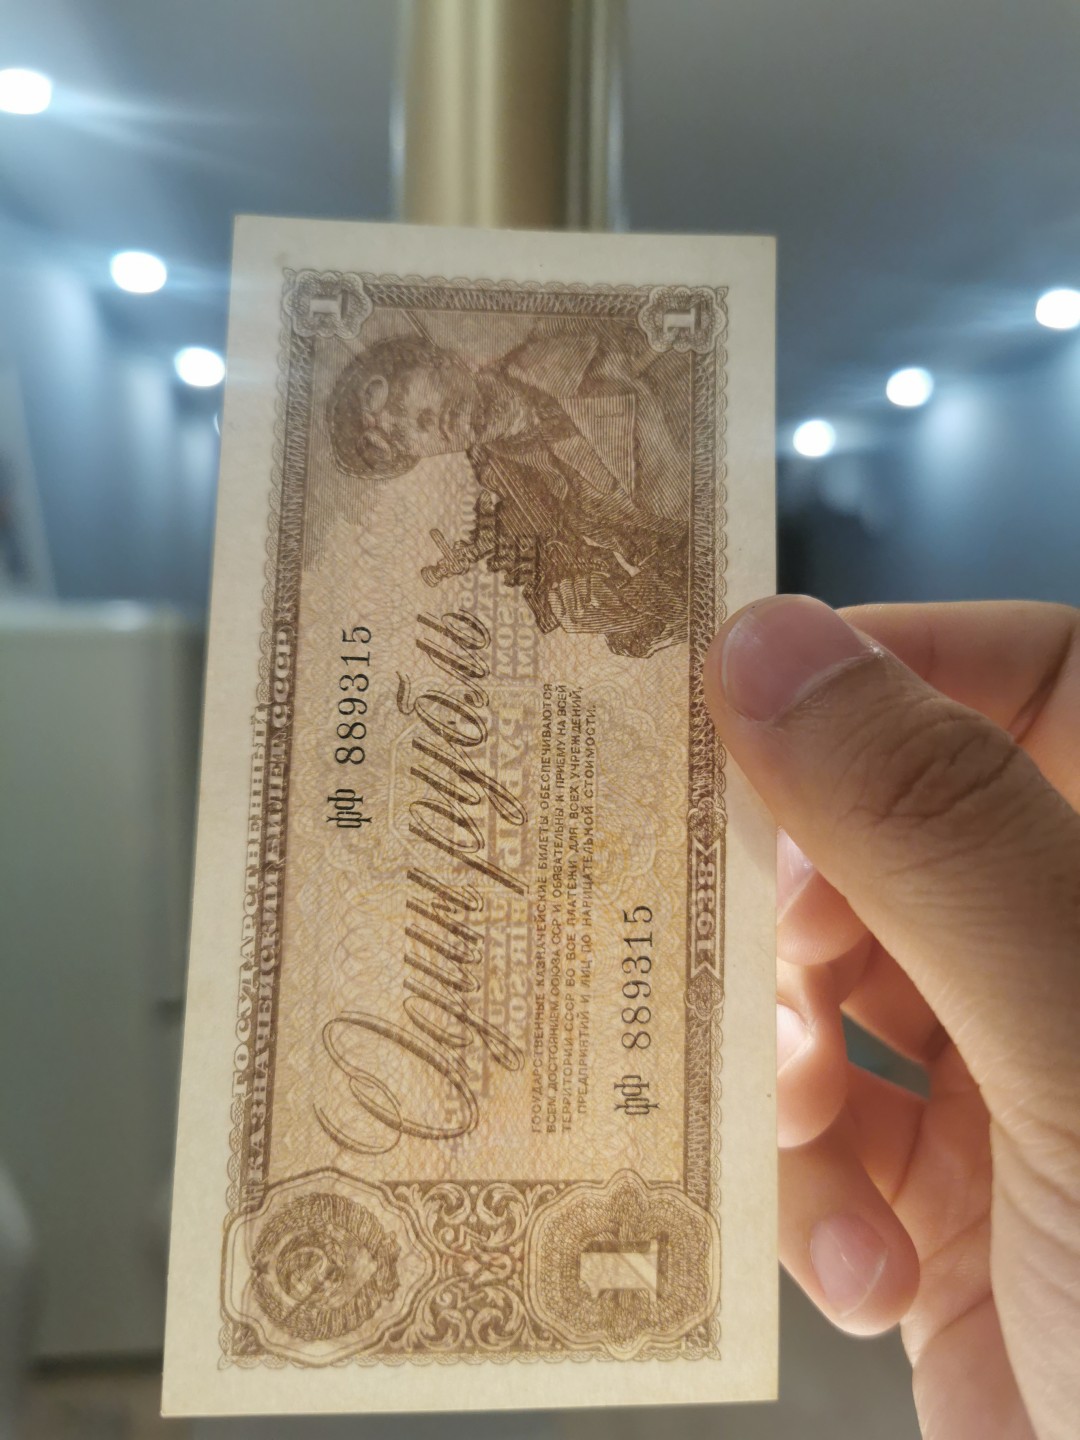 ГОСУДАРСТВЕННЫЙ
КАЗНАЧЕЙСКИЙ БИЛЕТ СССР
1
1
фф 889315
Один рубль
ГОСУДАРСТВЕННЫЕ КАЗНАЧЕЙСКИЕ БИЛЕТЫ ОБЕСПЕЧИВАЮТСЯ
ВСЕМ ДОСТОЯНИЕМ СОЮЗА ССР И ОБЯЗАТЕЛЬНЫ К ПРИЕМУ НА ВСЕЙ
ТЕРРИТОРИИ СССР ВО ВСЕ ПЛАТЕЖИ ДЛЯ ВСЕХ УЧРЕЖДЕНИЙ,
ПРЕДПРИЯТИЙ И ЛИЦ ПО НАРИЦАТЕЛЬНОЙ СТОИМОСТИ.
фф 889315
1
1938